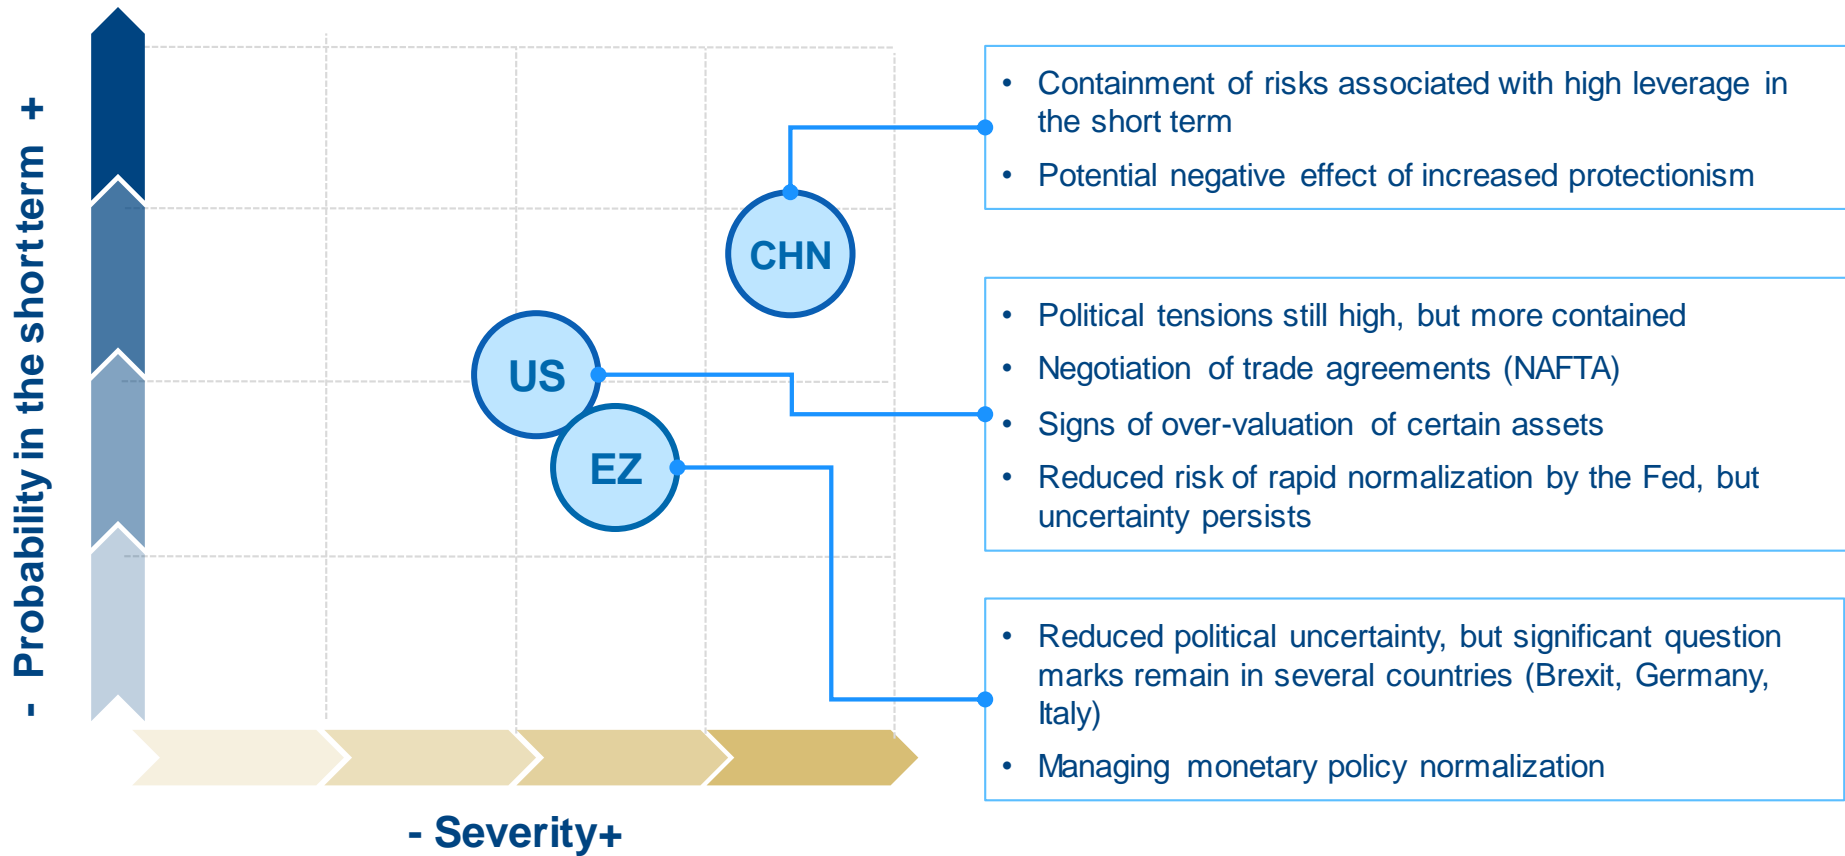 - Probability in the shortterm +
CHN
US
EZ
- Severity+
• Containment of risks associated with high leverage in
the short term
• Potential negative effect of increased protectionism
• Political tensions still high, but more contained
• Negotiation of trade agreements (NAFTA)
• Signs of over-valuation of certain assets
• Reduced risk of rapid normalization by the Fed, but
uncertainty persists
• Reduced political uncertainty, but significant question
marks remain in several countries (Brexit, Germany,
Italy)
• Managing monetary policy normalization